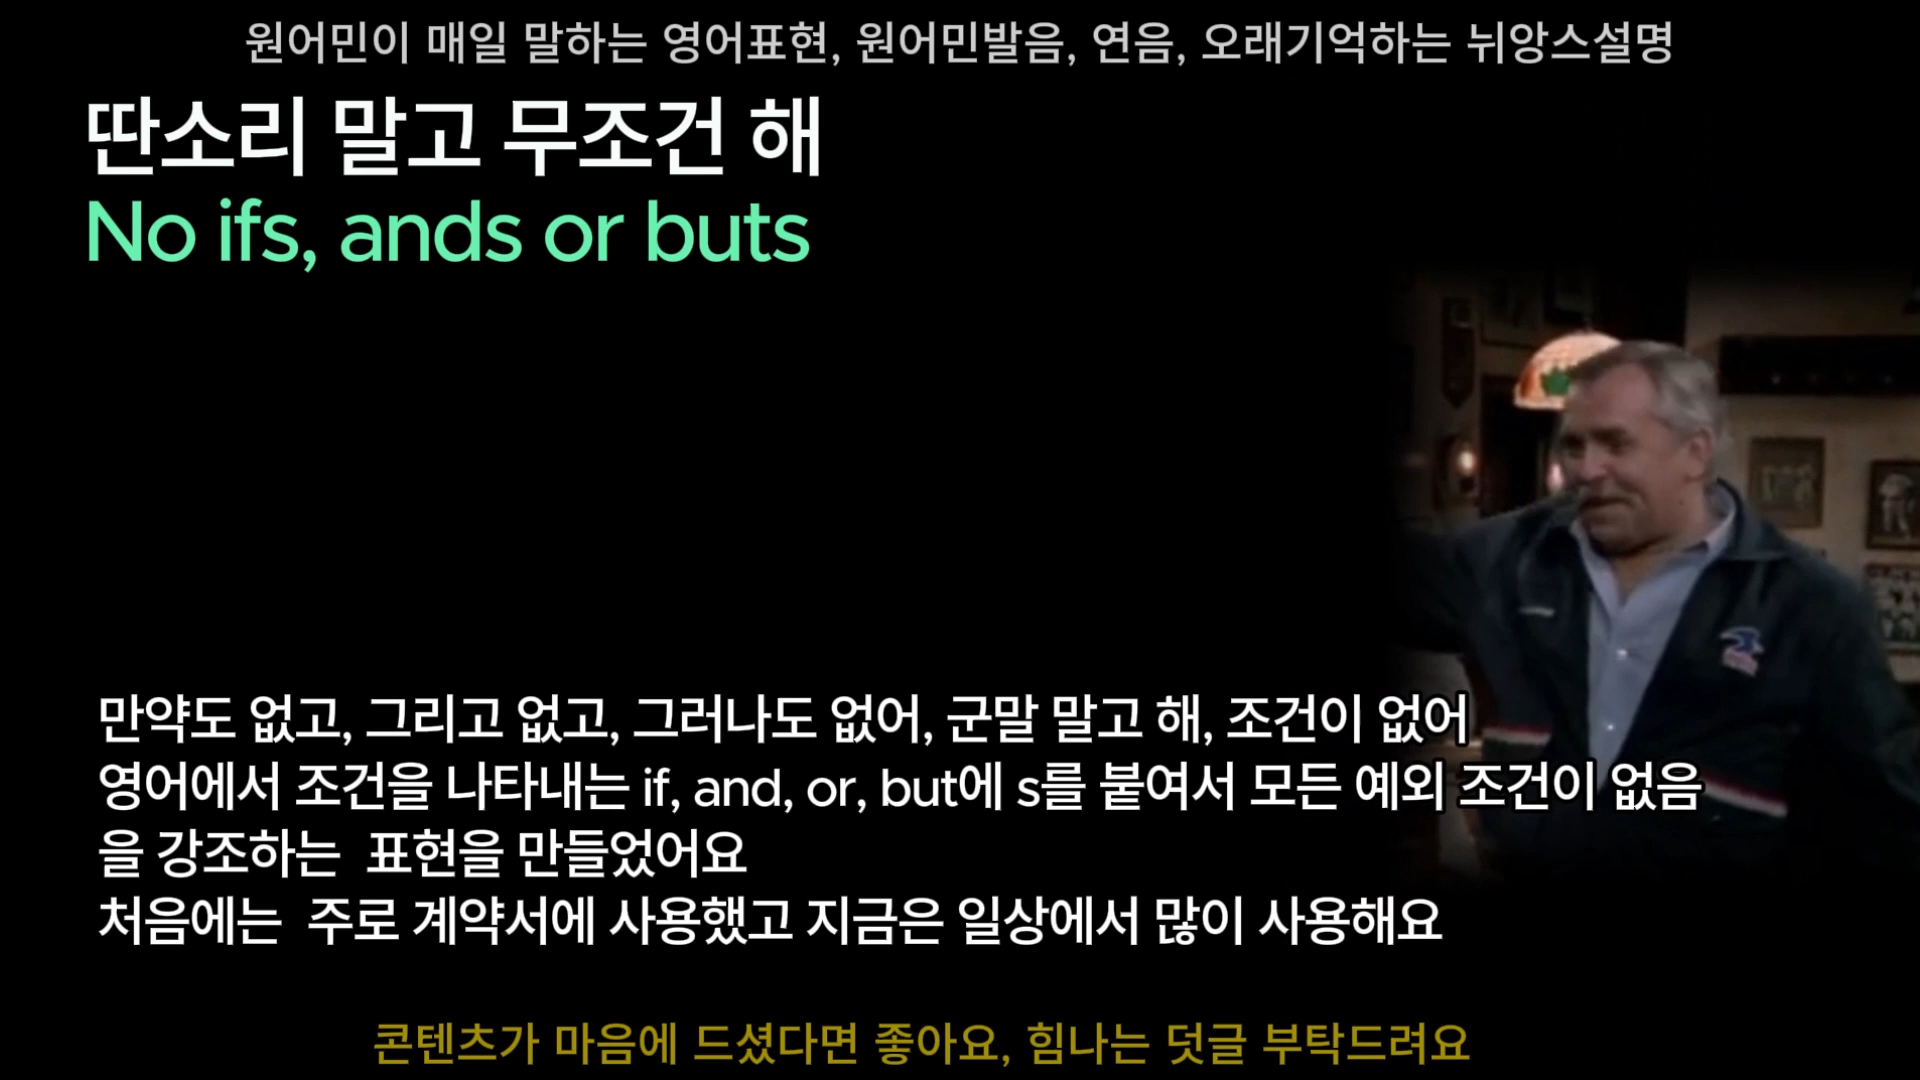 원어민이 매일 말하는 영어표현, 원어민발음, 연음, 오래기억하는 뉘앙스설명
딴소리 말고 무조건 해
No ifs, ands or buts
만약도 없고, 그리고 없고, 그러나도 없어, 군말 말고 해, 조건이 없어
영어에서 조건을 나타내는 if, and, or, but에 s를 붙여서 모든 예외 조건이 없음
을 강조하는  표현을 만들었어요
처음에는  주로 계약서에 사용했고 지금은 일상에서 많이 사용해요
콘텐츠가 마음에 드셨다면 좋아요, 힘나는 덧글 부탁드려요